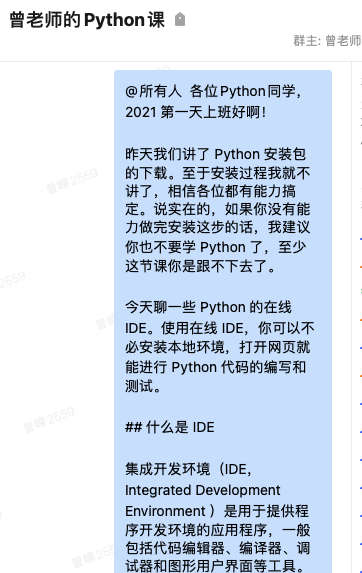 曾老师的Python课
群主: 曾老师
@所有人 各位Python同学，
2021 第一天上班好啊！
昨天我们讲了 Python 安装包
的下载。至于安装过程我就不
讲了，相信各位都有能力搞
定。说实在的，如果你没有能
力做完安装这步的话，我建议
你也不要学 Python 了，至少
这节课你是跟不下去了。
今天聊一些 Python 的在线
IDE。使用在线 IDE，你可以不
必安装本地环境，打开网页就
能进行 Python 代码的编写和
测试。
## 什么是 IDE
集成开发环境（IDE，
Integrated Development
Environment ）是用于提供程
序开发环境的应用程序，一般
包括代码编辑器、编译器、调
试器和图形用户界面等工具。
曾嵘 2559
2559
曾嵘
曾嵘 2559
曾嵘 2559